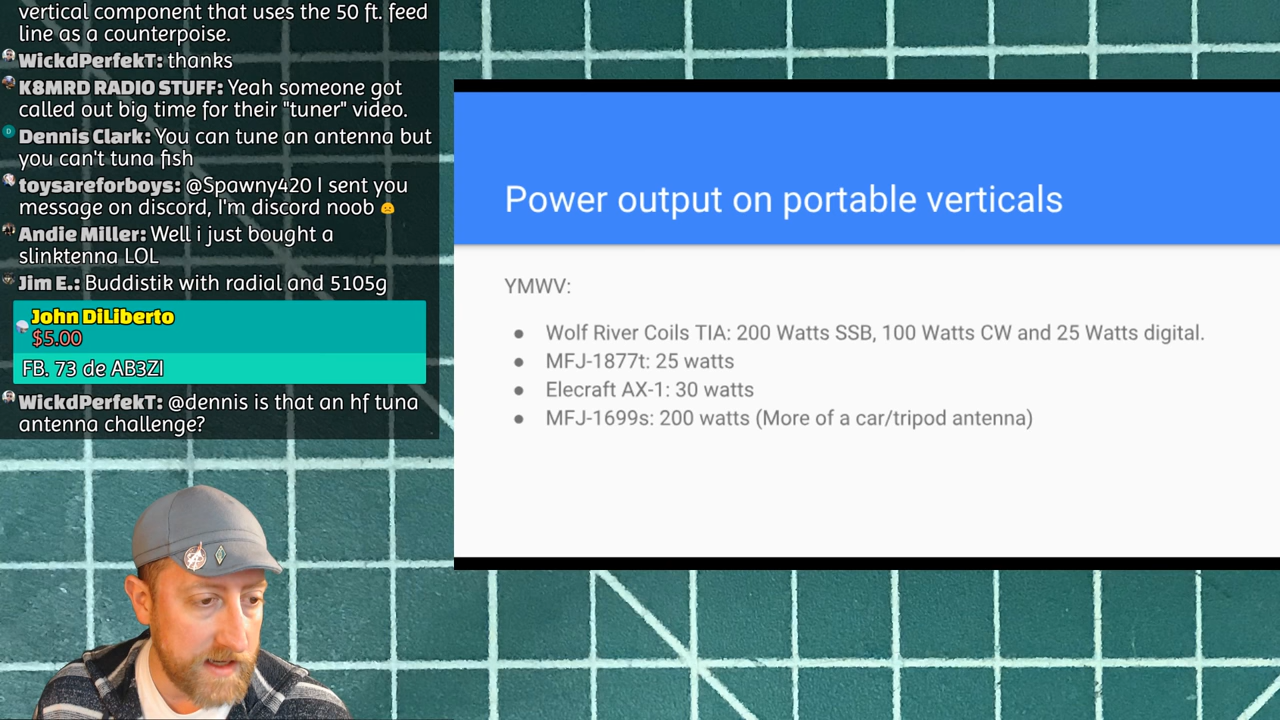 vertical component that uses the 50 ft. feed
line as a counterpoise.
WickdPerfekT: thanks
K8MRD RADIO STUFF: Yeah someone got
called out big time for their "tuner" video.
Dennis Clark: You can tune an antenna but
you can't tuna fish
toysareforboys: @Spawny420 I sent you
message on discord, I'm discord noob
Andie Miller: Well i just bought a
slinktenna LOL
Jim E.: Buddistik with radial and 5105g
John DiLiberto
$5.00
FB. 73 de AB3ZI
WickdPerfekT: @dennis is that an hf tuna
antenna challenge?
Power output on portable verticals
YMWV:
● Wolf River Coils TIA: 200 Watts SSB, 100 Watts CW and 25 Watts digital.
● MFJ-1877t: 25 watts
● Elecraft AX-1: 30 watts
● MFJ-1699s: 200 watts (More of a car/tripod antenna)